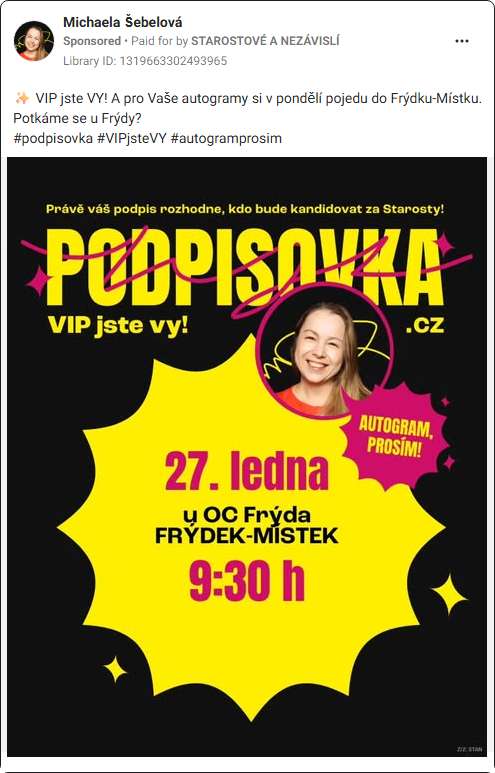 Michaela Šebelová
Sponsored • Paid for by STAROSTOVÉ A NEZÁVISLÍ
Library ID: 1319663302493965
✨ VIP jste VY! A pro Vaše autogramy si v pondělí pojedu do Frýdku-Místku.
Potkáme se u Frýdy?
#podpisovka #VIPjsteVY #autogramprosim
Právě váš podpis rozhodne, kdo bude kandidovat za Starosty!
PODPISOVKA
VIP jste vy!
.CZ
AUTOGRAM,
PROSÍM!
27. ledna
u OC Frýda
FRÝDEK-MÍSTEK
9:30 h
Z/Z: STAN